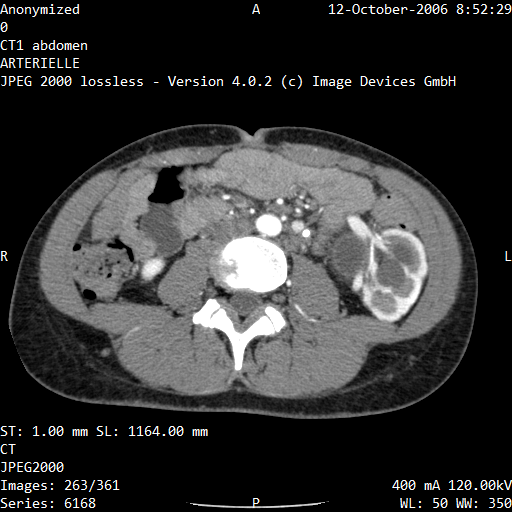 Anonymized A 12-October-2006 8:52:29
0
CT1 abdomen
ARTERIELLE
JPEG 2000 lossless - Version 4.0.2 (c) Image Devices GmbH
R L
ST: 1.00 mm SL: 1164.00 mm
CT
JPEG2000
Images: 263/361 400 mA 120.00kV
Series: 6168 P WL: 50 WW: 350